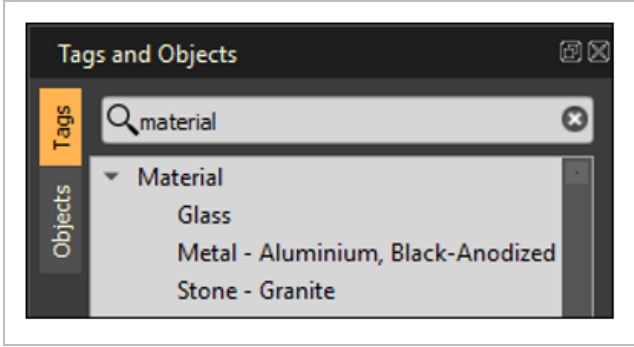 Tags and Objects
Tags
material
Objects
Material
Glass
Metal - Aluminium, Black-Anodized
Stone - Granite